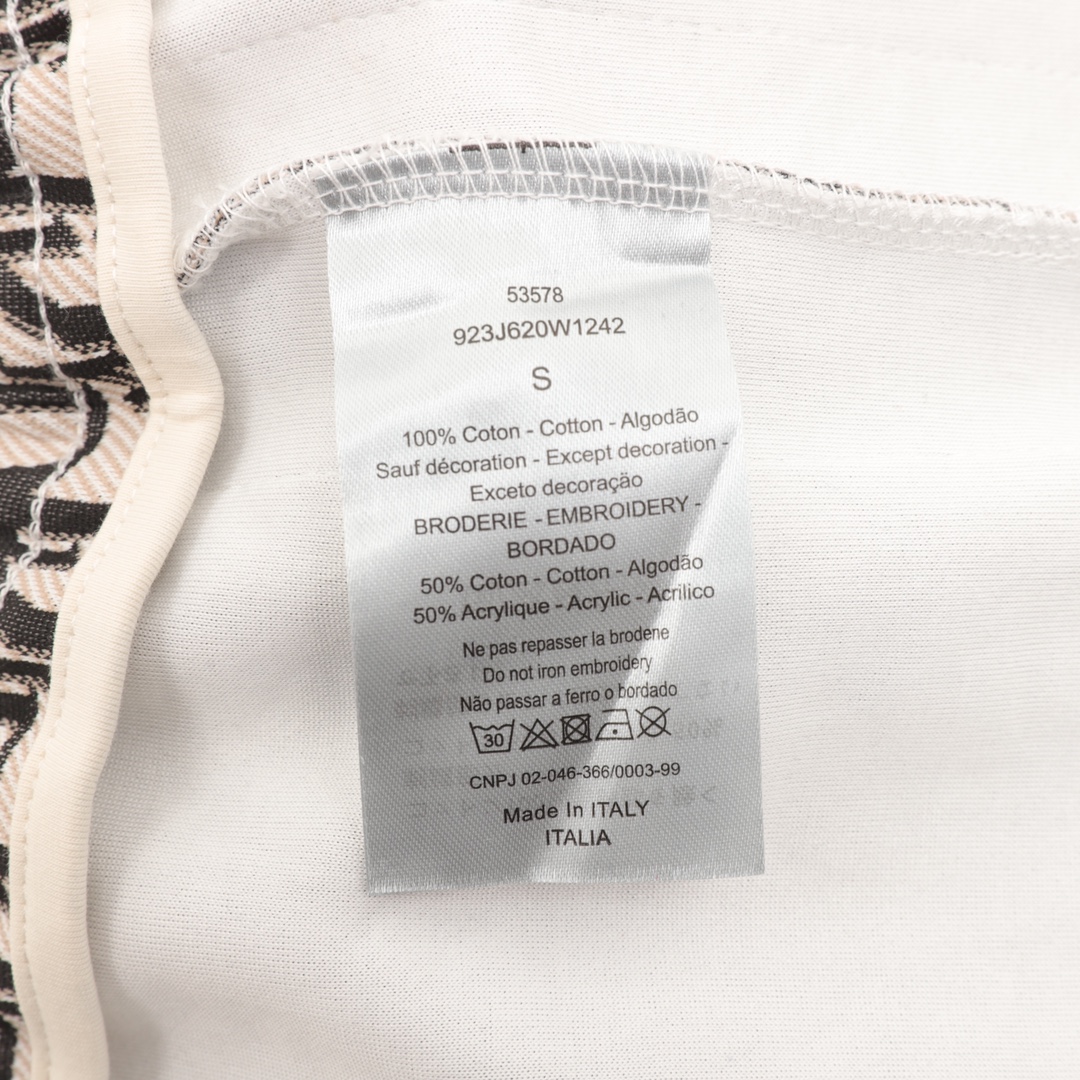 53578
923J620W1242
S
100% Coton - Cotton - Algodão
Sauf décoration - Except decoration -
Exceto decoração
BRODERIE - EMBROIDERY -
BORDADO
50% Coton - Cotton - Algodão
50% Acrylique - Acrylic - Acrilico
Ne pas repasser la brodene
Do not iron embroidery
Não passar a ferro o bordado
30
CNPJ 02-046-366/0003-99
Made In ITALY
ITALIA